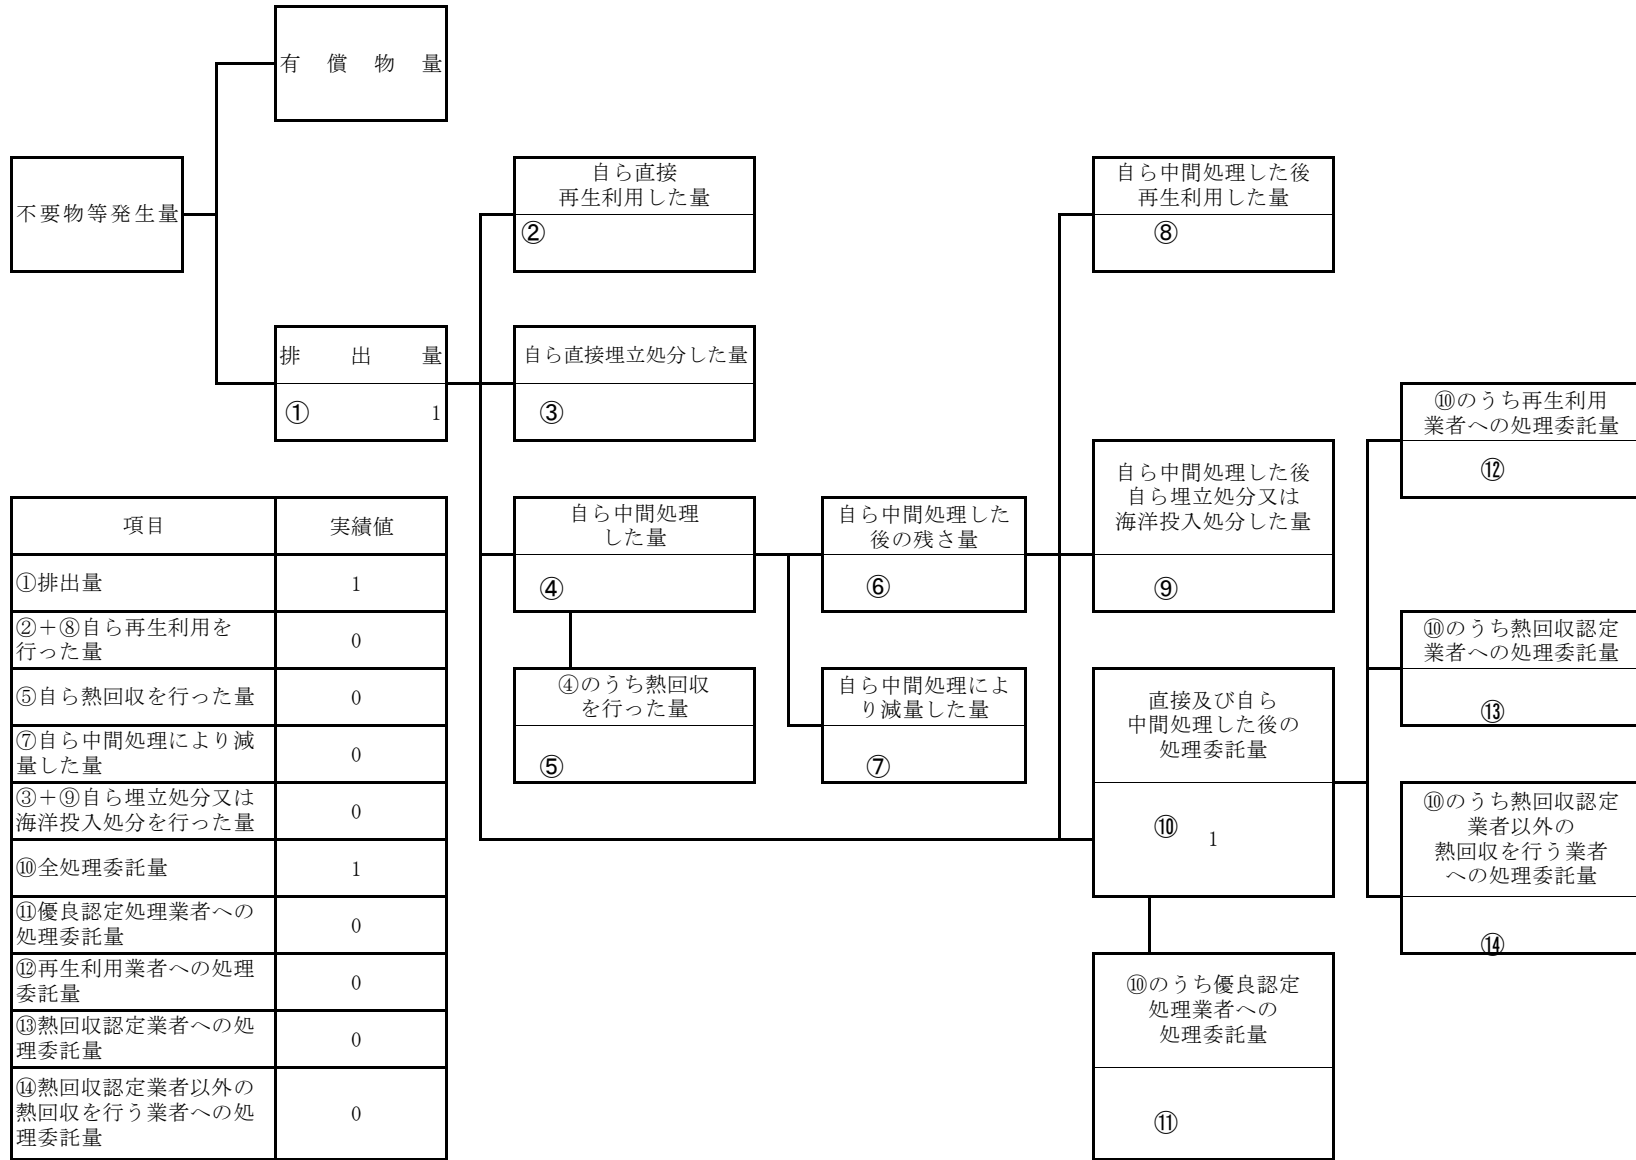 有償物量
不要物等発生量
自ら直接
再生利用した量
②
自ら中間処理した後
再生利用した量
⑧
排出量
① 1
自ら直接埋立処分した量
③
⑩のうち再生利用
業者への処理委託量
⑫
自ら中間処理
した量
④
自ら中間処理した
後の残さ量
⑥
自ら中間処理した後
自ら埋立処分又は
海洋投入処分した量
⑨
⑩のうち熱回収認定
業者への処理委託量
⑬
④のうち熱回収
を行った量
⑤
自ら中間処理によ
り減量した量
⑦
直接及び自ら
中間処理した後の
処理委託量
⑩ 1
⑩のうち熱回収認定
業者以外の
熱回収を行う業者
への処理委託量
⑭
⑩のうち優良認定
処理業者への
処理委託量
⑪
項目 実績値
①排出量 1
②+⑧自ら再生利用を
行った量 0
⑤自ら熱回収を行った量 0
⑦自ら中間処理により減
量した量 0
③+⑨自ら埋立処分又は
海洋投入処分を行った量 0
⑩全処理委託量 1
⑪優良認定処理業者への
処理委託量 0
⑫再生利用業者への処理
委託量 0
⑬熱回収認定業者への処
理委託量 0
⑭熱回収認定業者以外の
熱回収を行う業者への処
理委託量 0